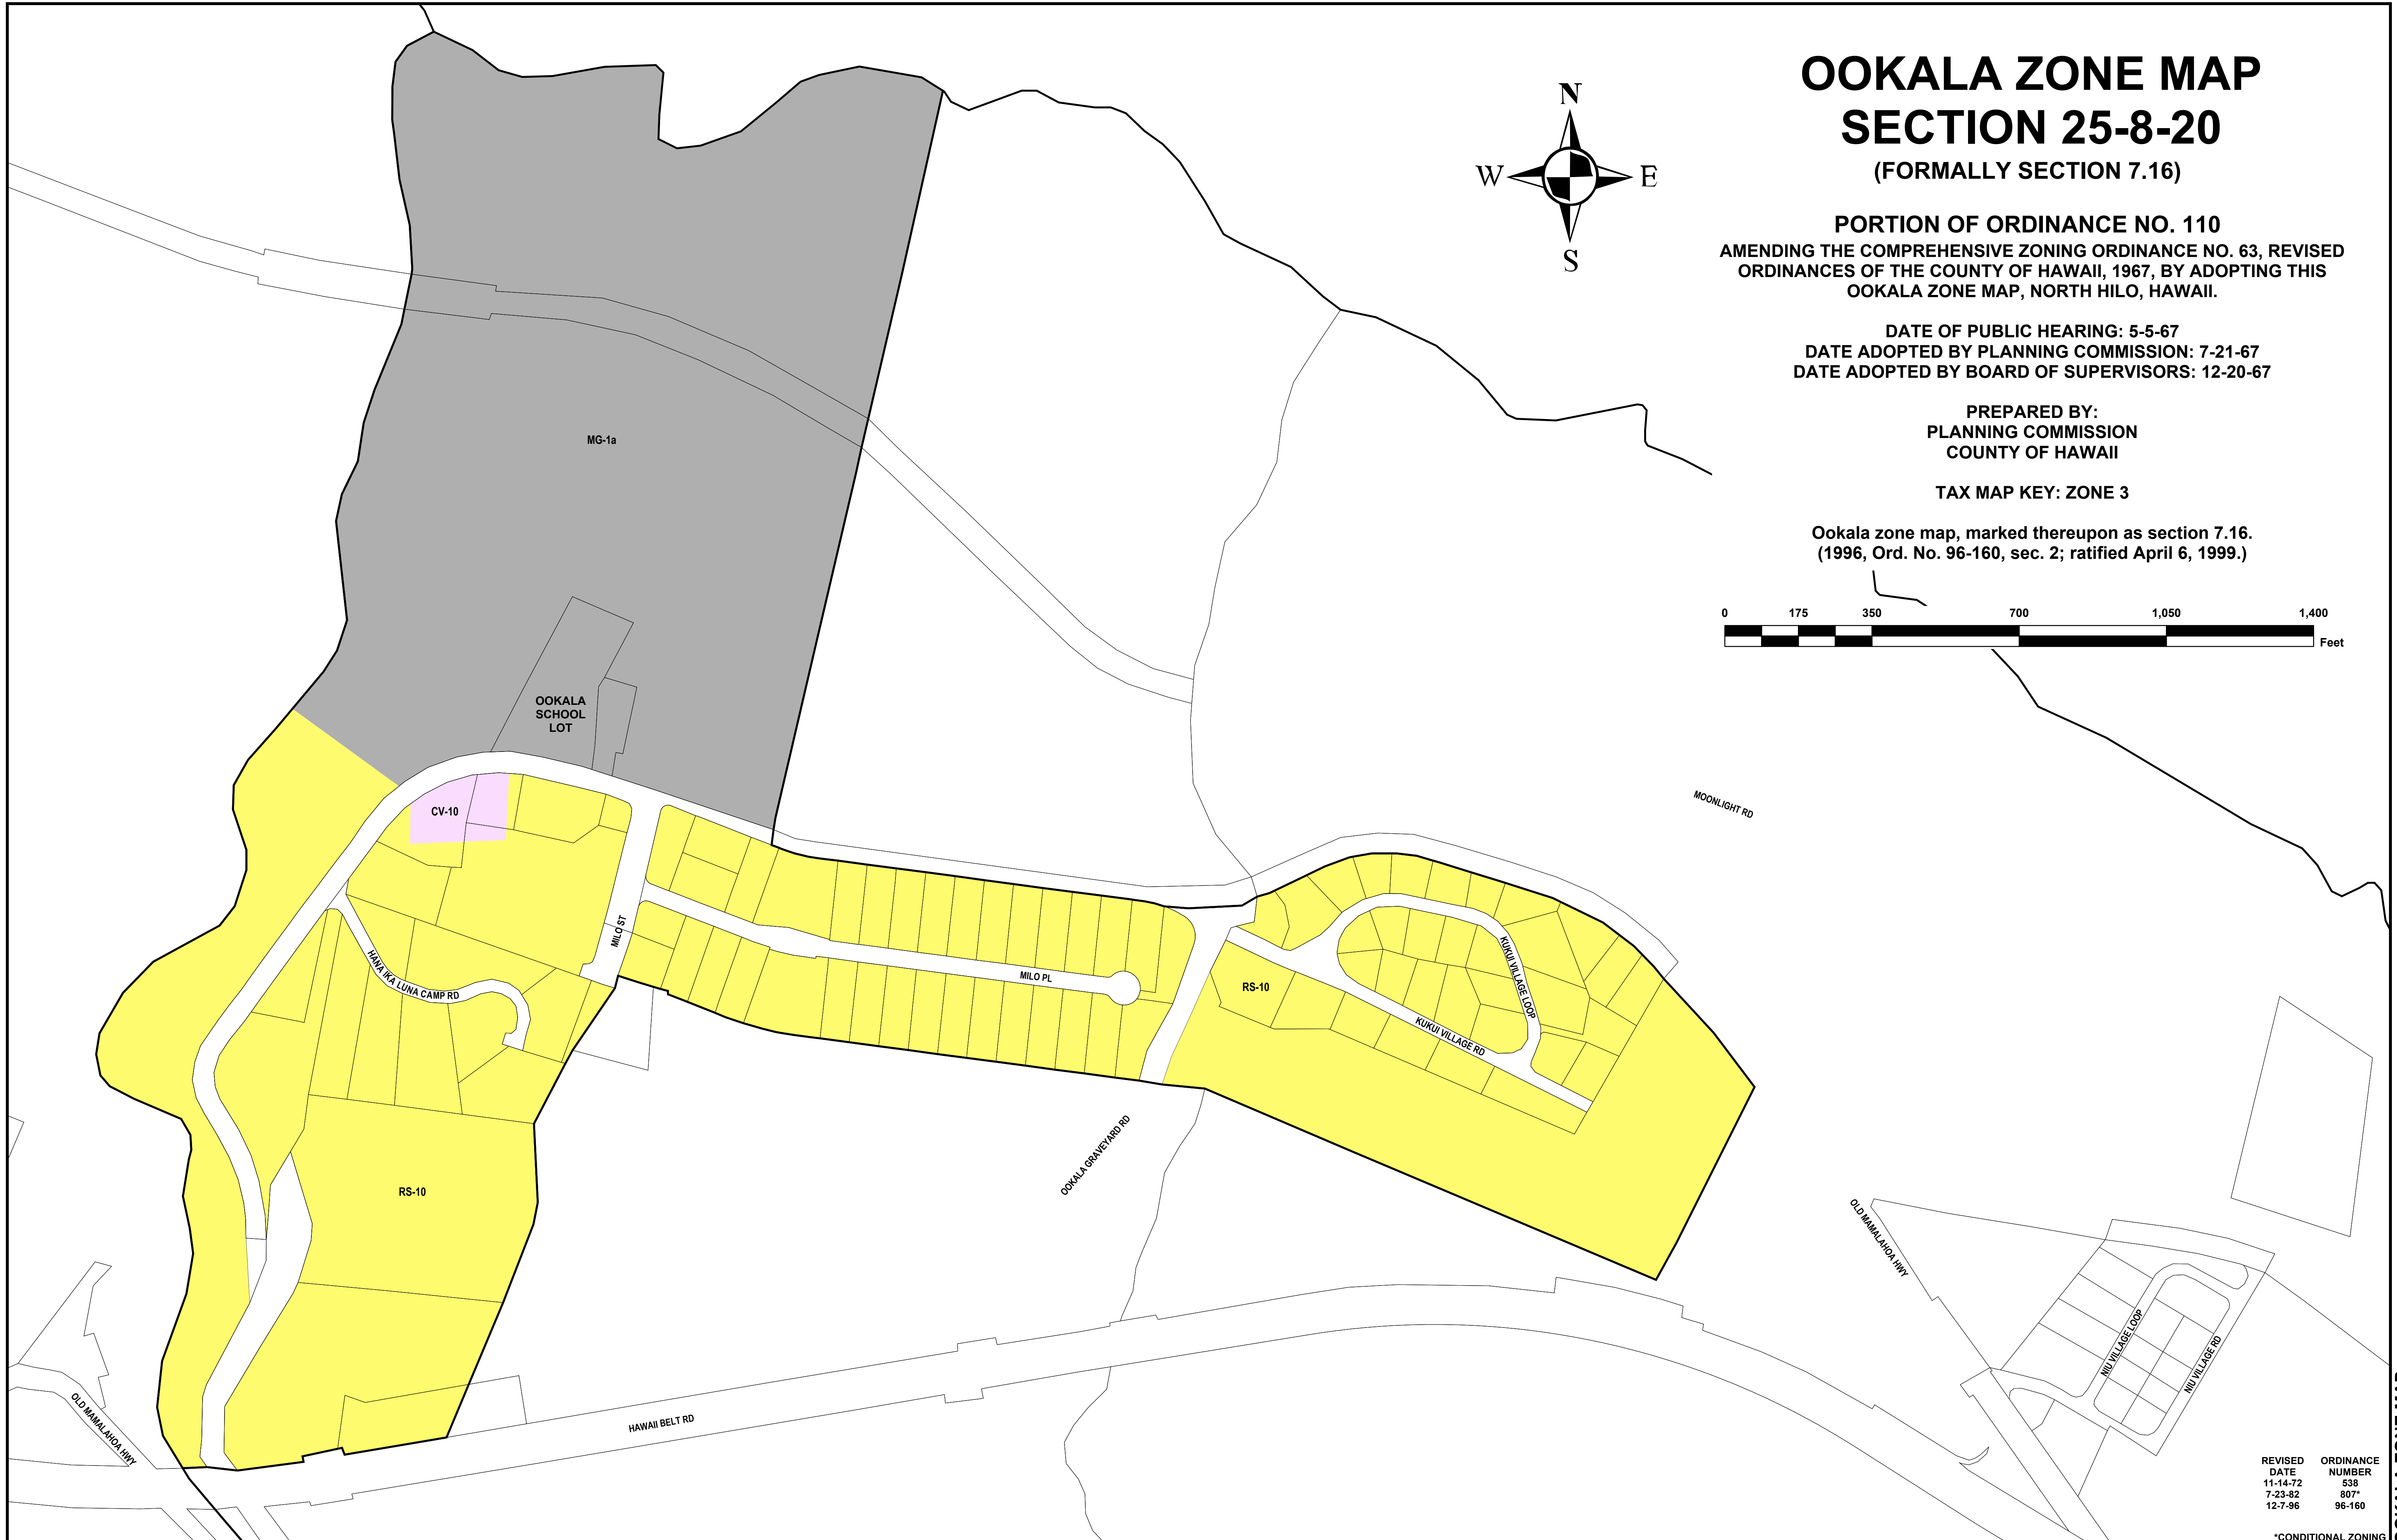 OOKALA ZONE MAP
SECTION 25-8-20
(FORMALLY SECTION 7.16)
PORTION OF ORDINANCE NO. 110
AMENDING THE COMPREHENSIVE ZONING ORDINANCE NO. 63, REVISED
ORDINANCES OF THE COUNTY OF HAWAII, 1967, BY ADOPTING THIS
OOKALA ZONE MAP, NORTH HILO, HAWAII.
DATE OF PUBLIC HEARING: 5-5-67
DATE ADOPTED BY PLANNING COMMISSION: 7-21-67
DATE ADOPTED BY BOARD OF SUPERVISORS: 12-20-67
PREPARED BY:
PLANNING COMMISSION
COUNTY OF HAWAII
TAX MAP KEY: ZONE 3
Ookala zone map, marked thereupon as section 7.16.
(1996, Ord. No. 96-160, sec. 2; ratified April 6, 1999.)
0 175 350 700 1,050 1,400
Feet
N
W E
S
MG-1a
OOKALA
SCHOOL
LOT
CV-10
MOONLIGHT RD
MILO ST
HANA IKA LUNA CAMP RD
MILO PL
RS-10
KUKUI VILLAGE LOOP
KUKUI VILLAGE RD
OOKALA GRAVEYARD RD
RS-10
OLD MAMALAHOA HWY
NIU VILLAGE LOOP
NIU VILLAGE RD
OLD MAMALAHOA HWY
HAWAII BELT RD
REVISED ORDINANCE
DATE NUMBER
11-14-72 538
7-23-82 807*
12-7-96 96-160
*CONDITIONAL ZONING